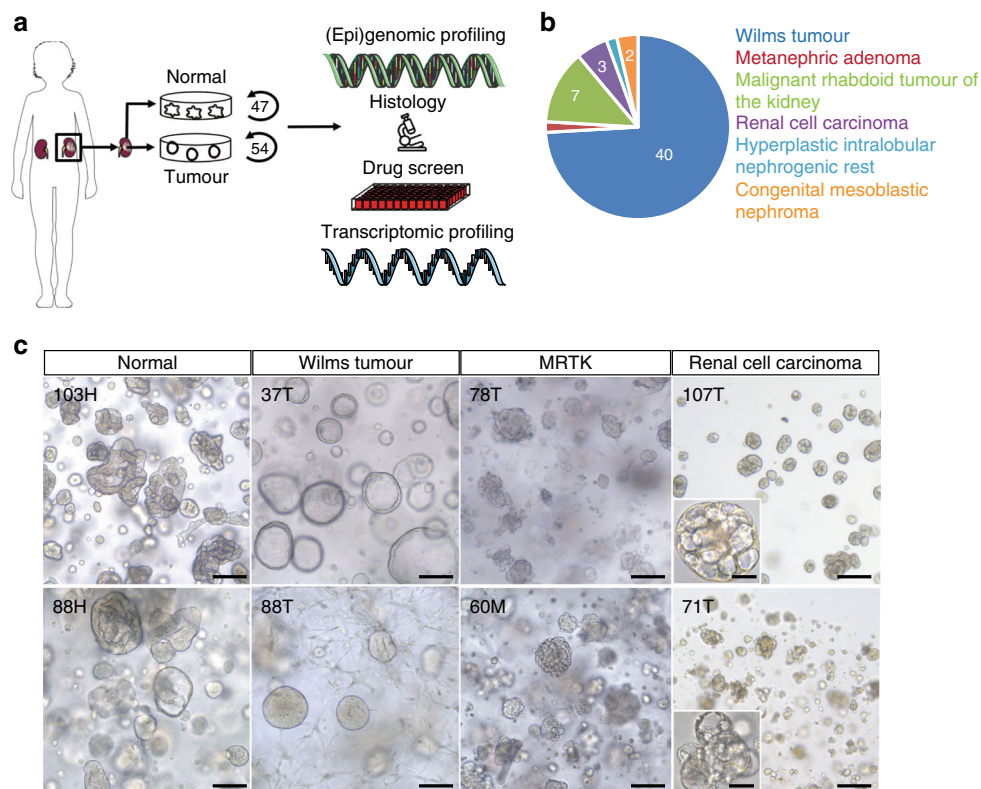 a
Normal
47
54
Tumour
(Epi)genomic profiling
Histology
Drug screen
Transcriptomic profiling
b
2
3
7
40
Wilms tumour
Metanephric adenoma
Malignant rhabdoid tumour of
the kidney
Renal cell carcinoma
Hyperplastic intralobular
nephrogenic rest
Congenital mesoblastic
nephroma
c
Normal
Wilms tumour
MRTK
Renal cell carcinoma
103H
37T
78T
107T
88H
88T
60M
71T